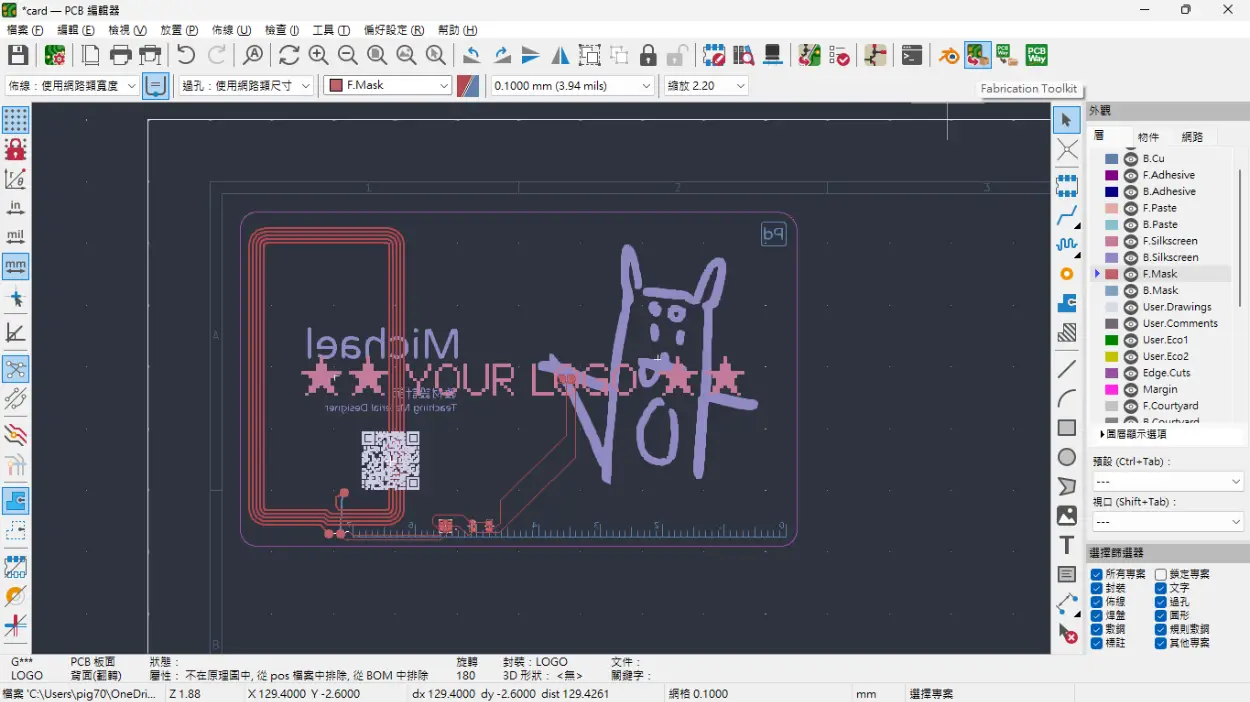 *card — PCB 編輯器
檔案 (F) 編輯 (E) 檢視 (V) 放置 (P) 佈線 (U) 檢查 (I) 工具 (T) 偏好設定 (R) 幫助 (H)
佈線：使用網路類寬度 過孔：使用網路類尺寸 F.Mask 0.1000 mm (3.94 mils) 縮放 2.20
Fabrication Toolkit
外觀
層 物件 網路
B.Cu
F.Adhesive
B.Adhesive
F.Paste
B.Paste
F.Silkscreen
B.Silkscreen
F.Mask
B.Mask
User.Drawings
User.Comments
User.Eco1
User.Eco2
Edge.Cuts
Margin
F.Courtyard
B.Courtyard
圖層顯示選項
預設 (Ctrl+Tab)：
---
視口 (Shift+Tab)：
---
選擇篩選器
所有專案 鎖定專案
封裝 文字
佈線 過孔
焊盤 圖形
敷銅 規則敷銅
標註 其他專案
in
mil
mm
1 2 3
A
B
Pd
Michael
YOUR LOGO
Teaching Material Designer
0 2 3 4 6 7
G*** PCB 板面 狀態： 旋轉 封裝：LOGO 文件：
LOGO 背面(翻轉) 屬性： 不在原理圖中, 從 pos 檔案中排除, 從 BOM 中排除 180 3D 形狀： <無> 關鍵字：
檔案 'C:\Users\pig70\OneDri... Z 1.88 X 129.4000 Y -2.6000 dx 129.4000 dy -2.6000 dist 129.4261 網格 0.1000 mm 選擇專案